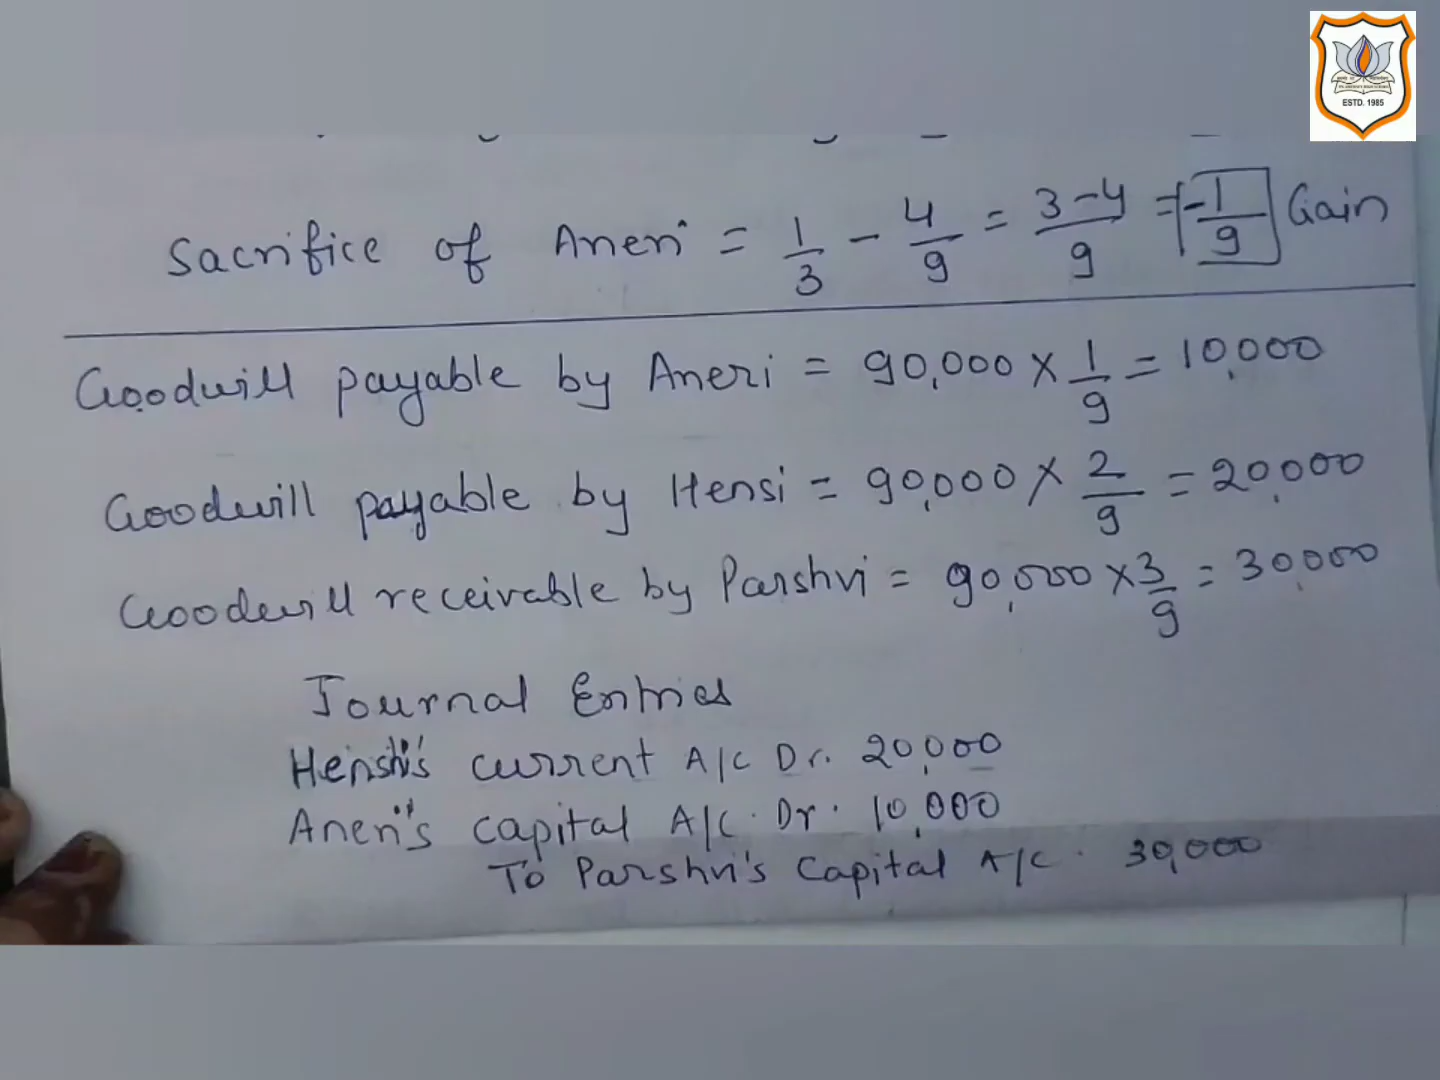 ESTD. 1985
Sacrifice of Aneri = 1/3 - 4/9 = 3-4/9 = -1/9 Gain
Goodwill payable by Aneri = 90,000 x 1/9 = 10,000
Goodwill payable by Hensi = 90,000 x 2/9 = 20,000
Goodwill receivable by Parshvi = 90,000 x 3/9 = 30,000
Journal Entries
Henshi's current A/C Dr. 20,000
Aneri's capital A/C. Dr. 10,000
To Parshvi's Capital A/C. 30,000